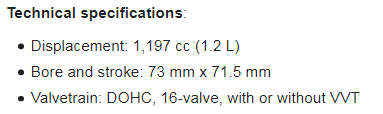 Technical specifications:
• Displacement: 1,197 cc (1.2 L)
• Bore and stroke: 73 mm x 71.5 mm
• Valvetrain: DOHC, 16-valve, with or without VVT